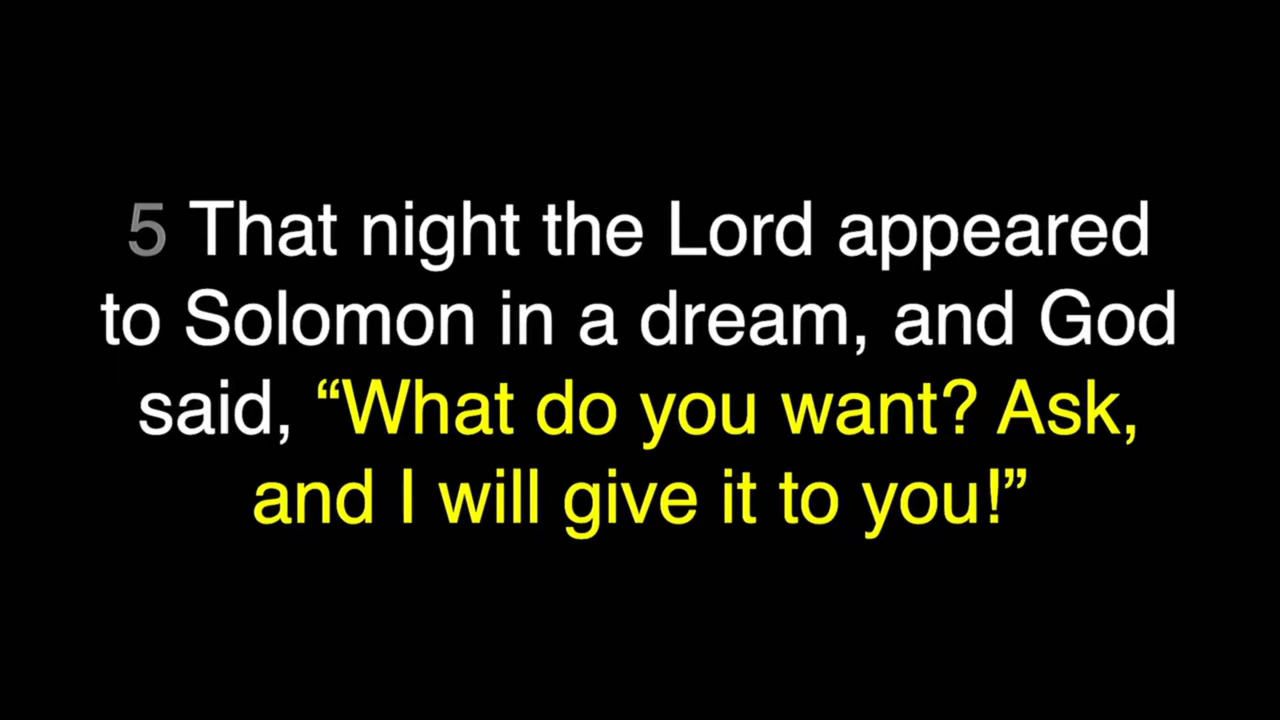 5 That night the Lord appeared
to Solomon in a dream, and God
said, “What do you want? Ask,
and I will give it to you!”